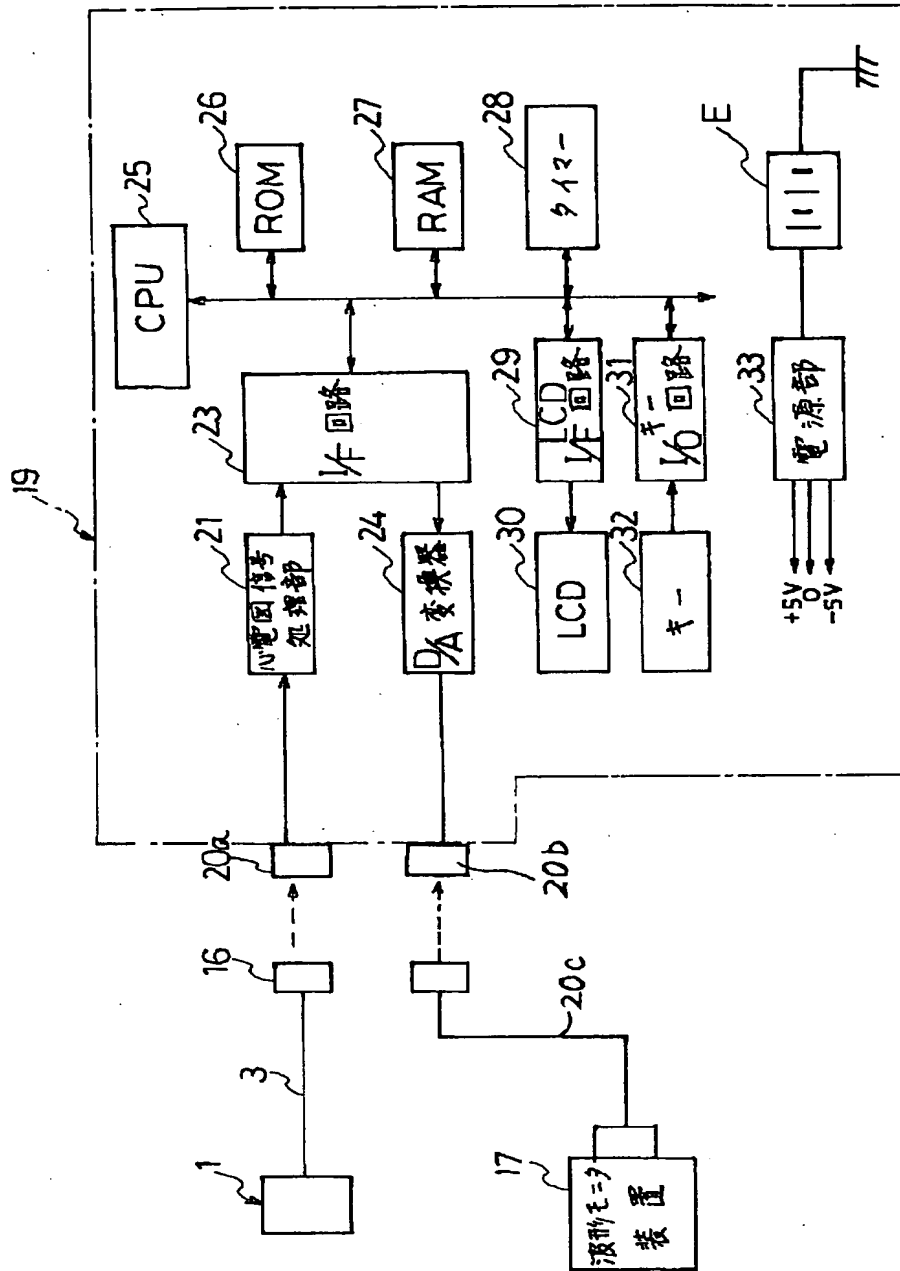 19
25
CPU
26
ROM
27
RAM
28
タイマー
23
I/F 回路
21
心電図信号
処理部
24
D/A 変換器
29
LCD
I/F 回路
30
LCD
31
キー
I/O 回路
32
キー
33
電源部
+5V
0
-5V
E
20a
20b
16
20c
3
1
17
波形モニタ
装置